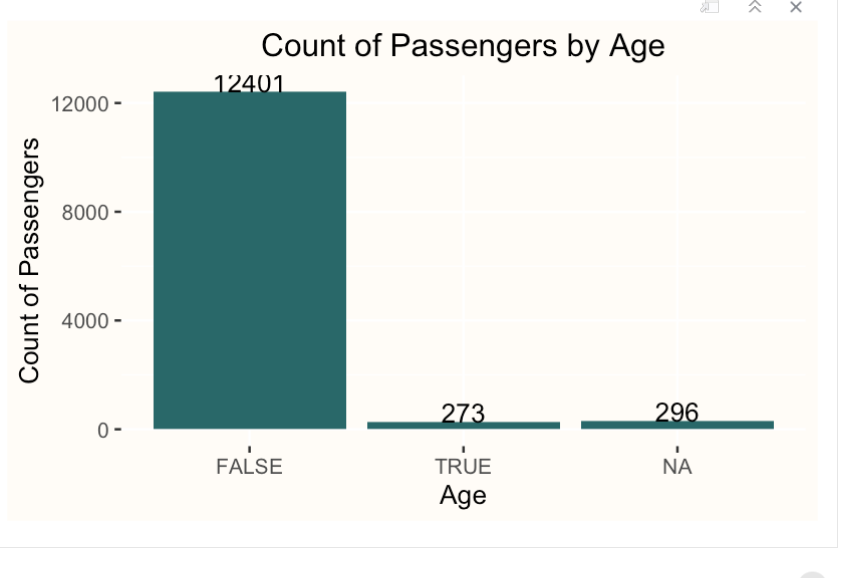 Count of Passengers by Age
Count of Passengers
12000
8000
4000
0
12401
273
296
FALSE
TRUE
NA
Age